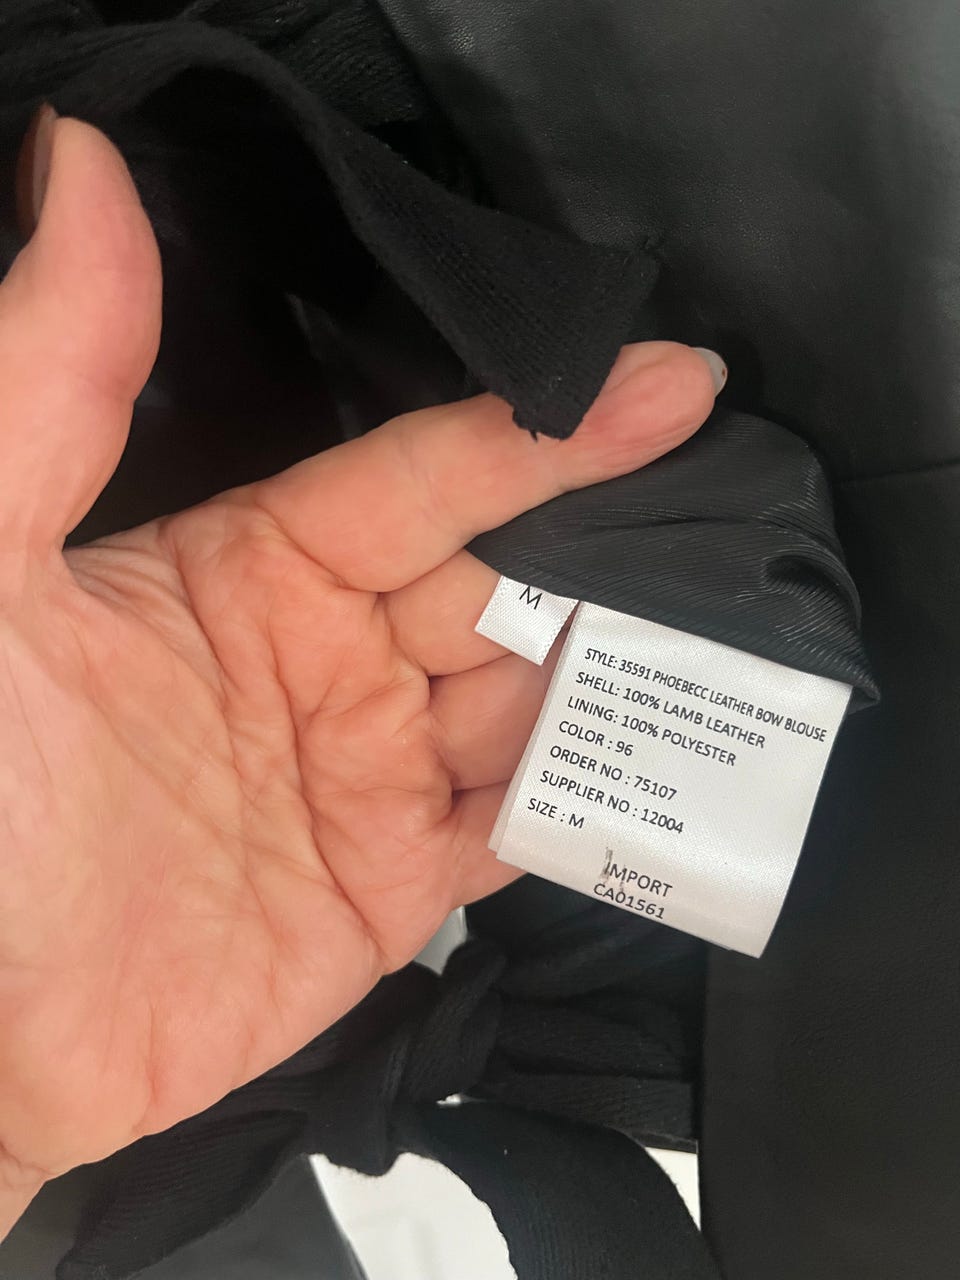 M
STYLE: 35591 PHOEBECC LEATHER BOW BLOUSE
SHELL: 100% LAMB LEATHER
LINING: 100% POLYESTER
COLOR : 96
ORDER NO : 75107
SUPPLIER NO : 12004
SIZE : M
IMPORT
CA01561